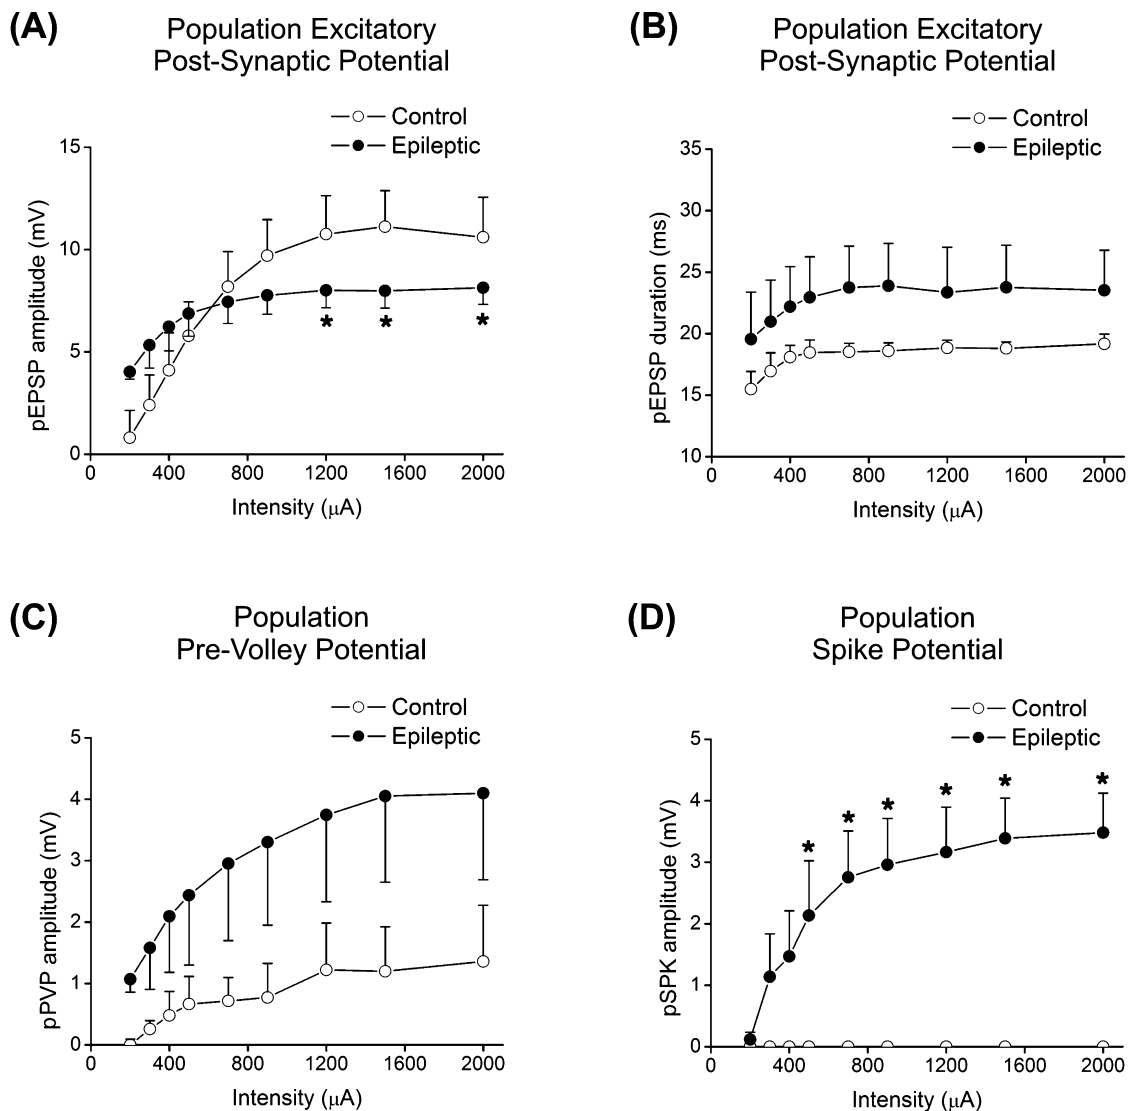 (A)
Population Excitatory
Post-Synaptic Potential
Control
Epileptic
15
10
5
0
pEPSP amplitude (mV)
* * *
0 400 800 1200 1600 2000
Intensity (μA)
(B)
Population Excitatory
Post-Synaptic Potential
Control
Epileptic
35
30
25
20
15
10
pEPSP duration (ms)
0 400 800 1200 1600 2000
Intensity (μA)
(C)
Population
Pre-Volley Potential
Control
Epileptic
5
4
3
2
1
0
pPVP amplitude (mV)
0 400 800 1200 1600 2000
Intensity (μA)
(D)
Population
Spike Potential
Control
Epileptic
5
4
3
2
1
0
pSPK amplitude (mV)
* * * * * *
0 400 800 1200 1600 2000
Intensity (μA)